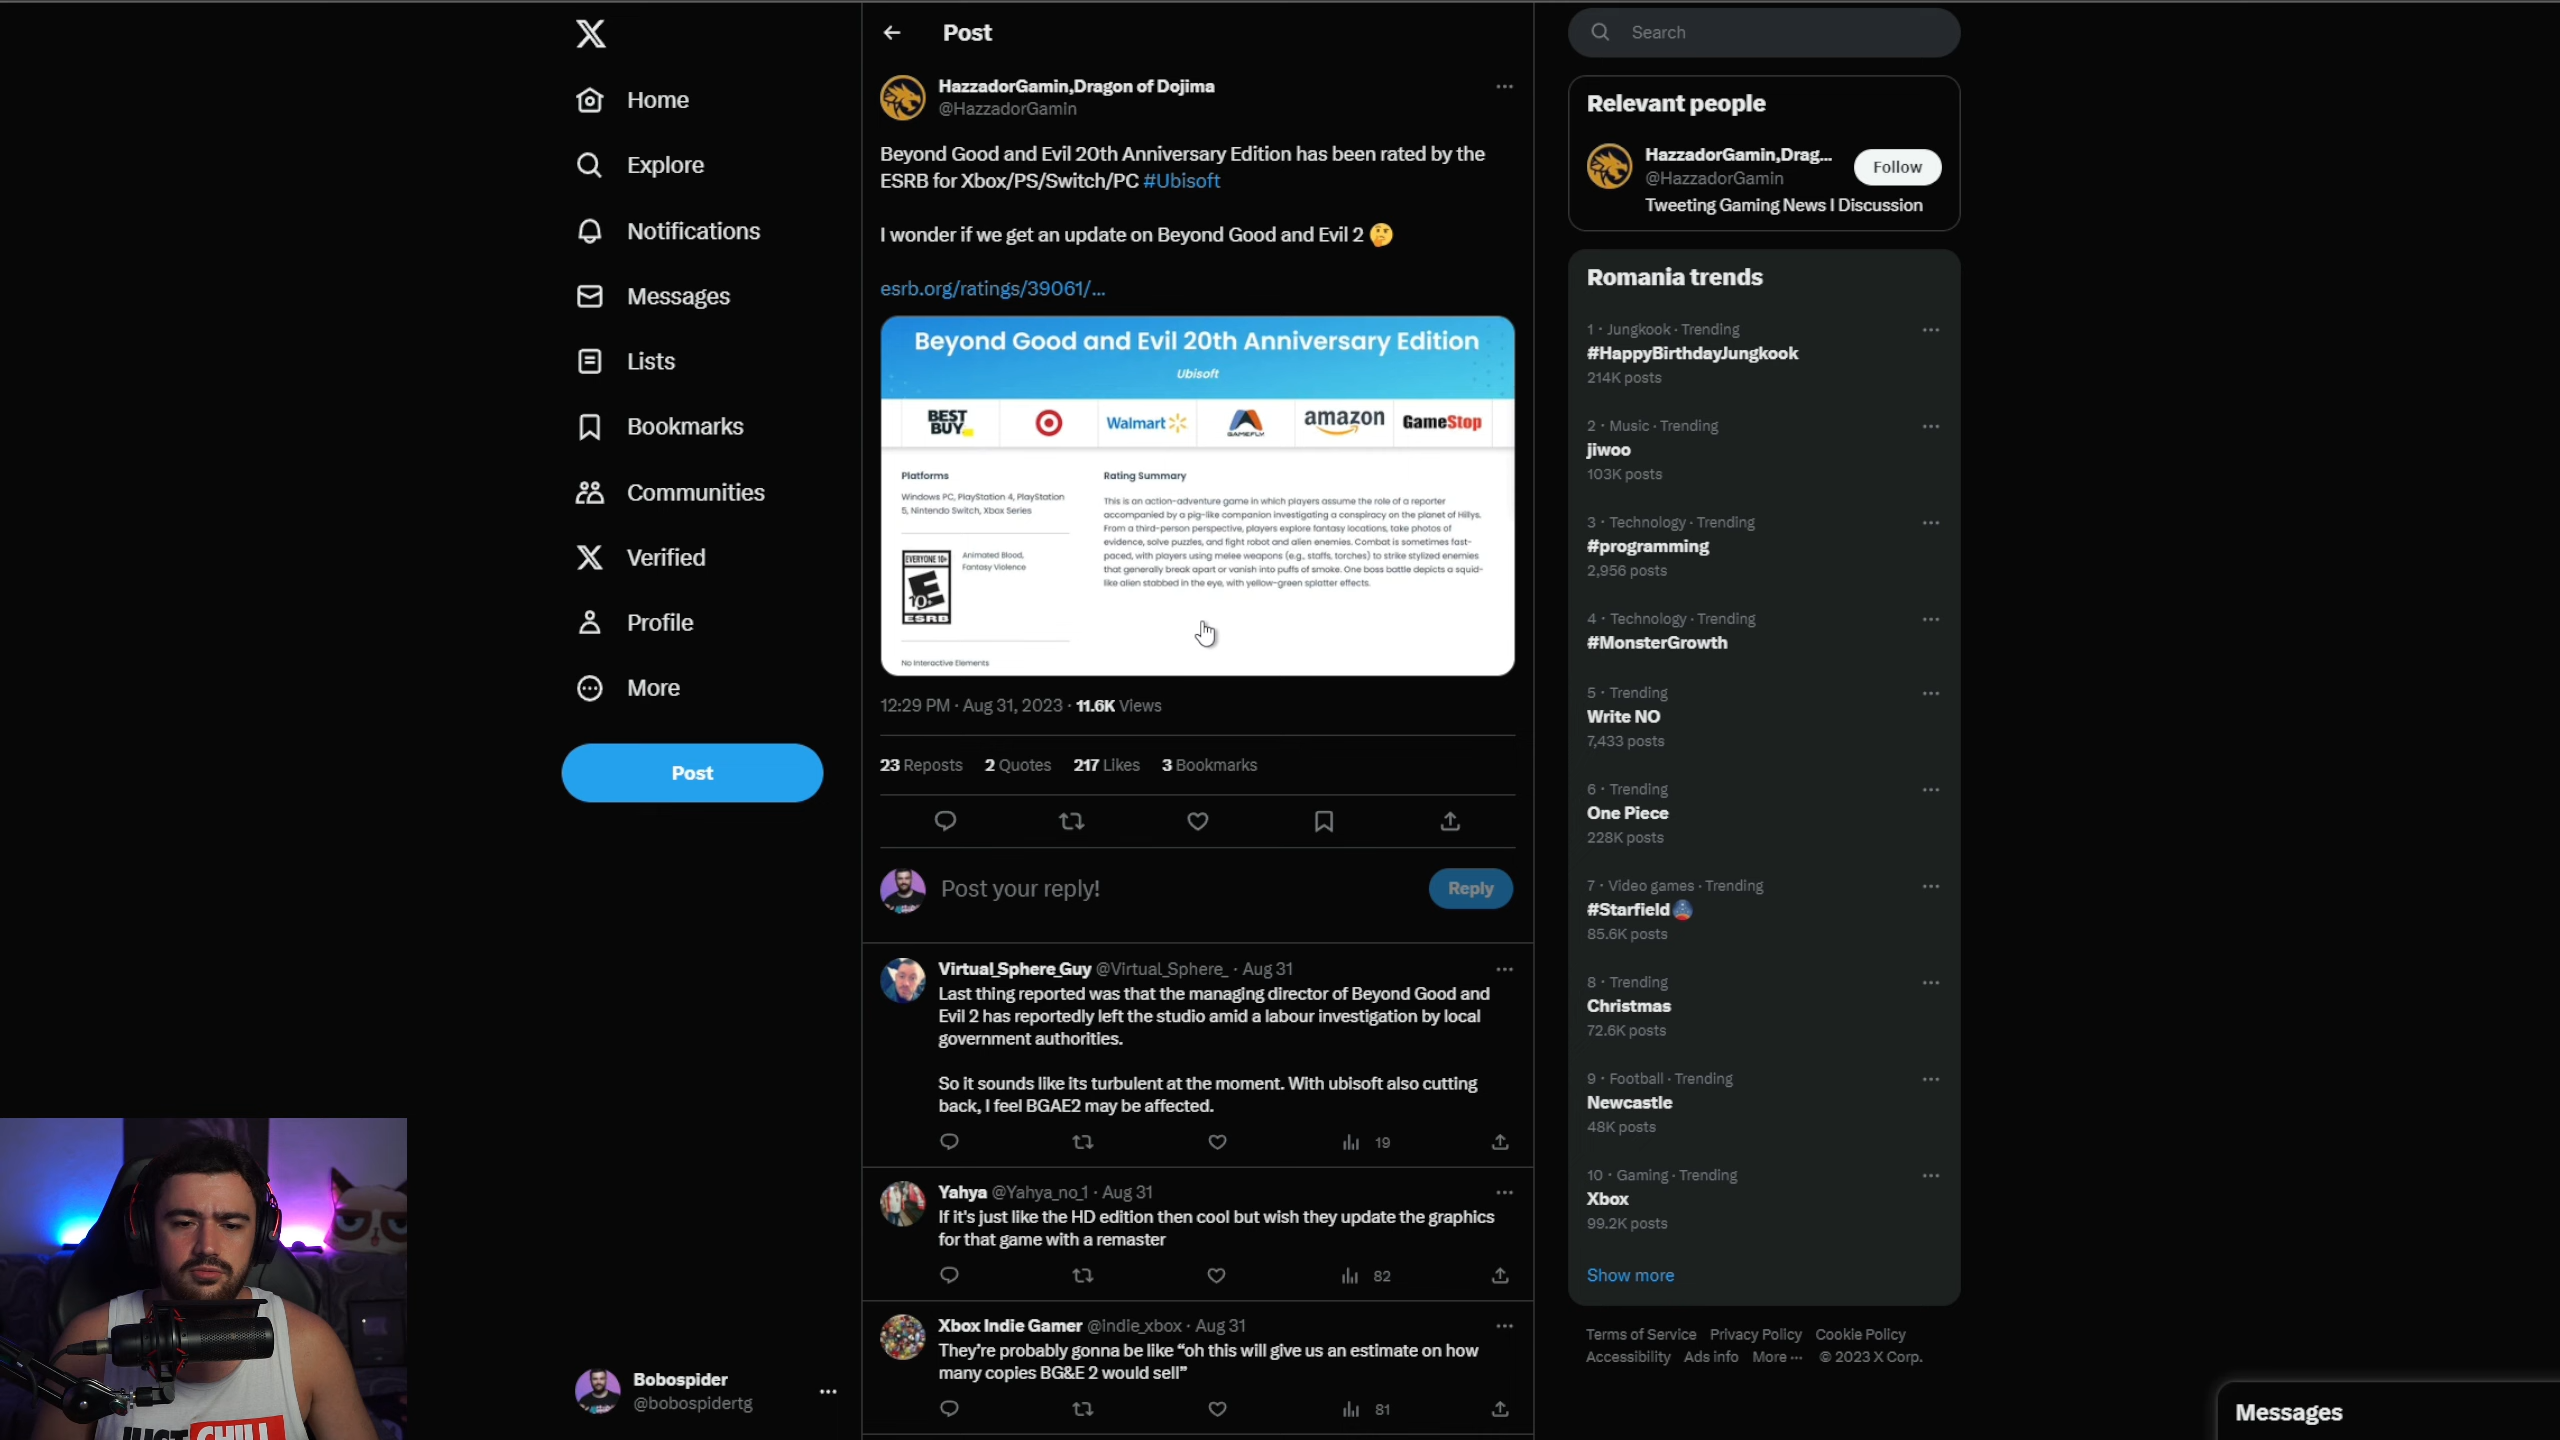 Home
Explore
Notifications
Messages
Lists
Bookmarks
Communities
Verified
Profile
More
Post
Bobospider
@bobospidertg
Post
HazzadorGamin,Dragon of Dojima
@HazzadorGamin
Beyond Good and Evil 20th Anniversary Edition has been rated by the
ESRB for Xbox/PS/Switch/PC #Ubisoft
I wonder if we get an update on Beyond Good and Evil 2 🤔
esrb.org/ratings/39061/...
Beyond Good and Evil 20th Anniversary Edition
Ubisoft
BEST BUY
Walmart
GAMEFLY
amazon
GameStop
Platforms
Windows PC, PlayStation 4, PlayStation
5, Nintendo Switch, Xbox Series
EVERYONE 10+
E
10+
ESRB
Animated Blood,
Fantasy Violence
No Interactive Elements
Rating Summary
This is an action-adventure game in which players assume the role of a reporter
accompanied by a pig-like companion investigating a conspiracy on the planet of Hillys.
From a third-person perspective, players explore fantasy locations, take photos of
evidence, solve puzzles, and fight robot and alien enemies. Combat is sometimes fast-
paced, with players using melee weapons (e.g., staffs, torches) to strike stylized enemies
that generally break apart or vanish into puffs of smoke. One boss battle depicts a squid-
like alien stabbed in the eye, with yellow-green splatter effects.
12:29 PM · Aug 31, 2023 · 11.6K Views
23 Reposts 2 Quotes 217 Likes 3 Bookmarks
Post your reply!
Reply
Virtual_Sphere_Guy @Virtual_Sphere_ · Aug 31
Last thing reported was that the managing director of Beyond Good and
Evil 2 has reportedly left the studio amid a labour investigation by local
government authorities.
So it sounds like its turbulent at the moment. With ubisoft also cutting
back, I feel BGAE2 may be affected.
19
Yahya @Yahya_no_1 · Aug 31
If it's just like the HD edition then cool but wish they update the graphics
for that game with a remaster
82
Xbox Indie Gamer @indie_xbox · Aug 31
They're probably gonna be like “oh this will give us an estimate on how
many copies BG&E 2 would sell”
81
Search
Relevant people
HazzadorGamin,Drag...
@HazzadorGamin
Follow
Tweeting Gaming News I Discussion
Romania trends
1 · Jungkook · Trending
#HappyBirthdayJungkook
214K posts
2 · Music · Trending
jiwoo
103K posts
3 · Technology · Trending
#programming
2,956 posts
4 · Technology · Trending
#MonsterGrowth
5 · Trending
Write NO
7,433 posts
6 · Trending
One Piece
228K posts
7 · Video games · Trending
#Starfield
85.6K posts
8 · Trending
Christmas
72.6K posts
9 · Football · Trending
Newcastle
48K posts
10 · Gaming · Trending
Xbox
99.2K posts
Show more
Terms of Service Privacy Policy Cookie Policy
Accessibility Ads info More ··· © 2023 X Corp.
Messages
JUST CHILL